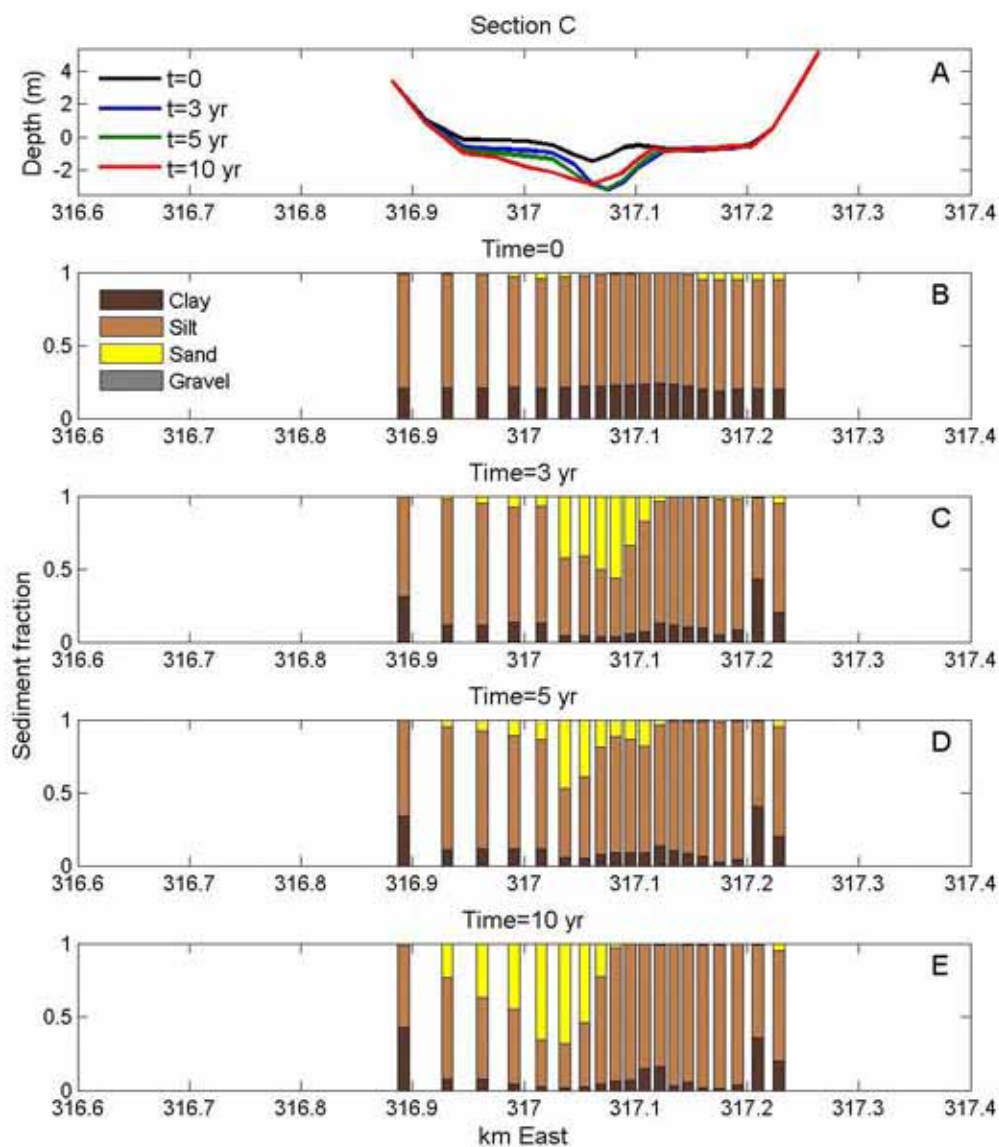 Section C
A
Depth (m)
4
2
0
-2
t=0
t=3 yr
t=5 yr
t=10 yr
316.6 316.7 316.8 316.9 317 317.1 317.2 317.3 317.4
Time=0
B
1
0.5
0
Clay
Silt
Sand
Gravel
316.6 316.7 316.8 316.9 317 317.1 317.2 317.3 317.4
Time=3 yr
C
1
0.5
0
316.6 316.7 316.8 316.9 317 317.1 317.2 317.3 317.4
Sediment fraction
Time=5 yr
D
1
0.5
0
316.6 316.7 316.8 316.9 317 317.1 317.2 317.3 317.4
Time=10 yr
E
1
0.5
0
316.6 316.7 316.8 316.9 317 317.1 317.2 317.3 317.4
km East